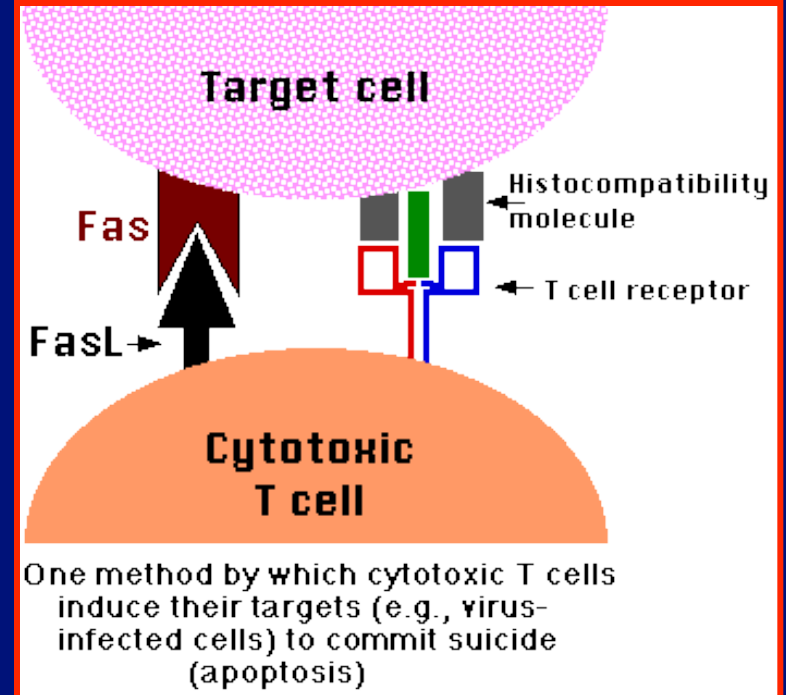 Target cell
Histocompatibility
molecule
Fas
T cell receptor
FasL
Cytotoxic
T cell
One method by which cytotoxic T cells
induce their targets (e.g., virus-
infected cells) to commit suicide
(apoptosis)